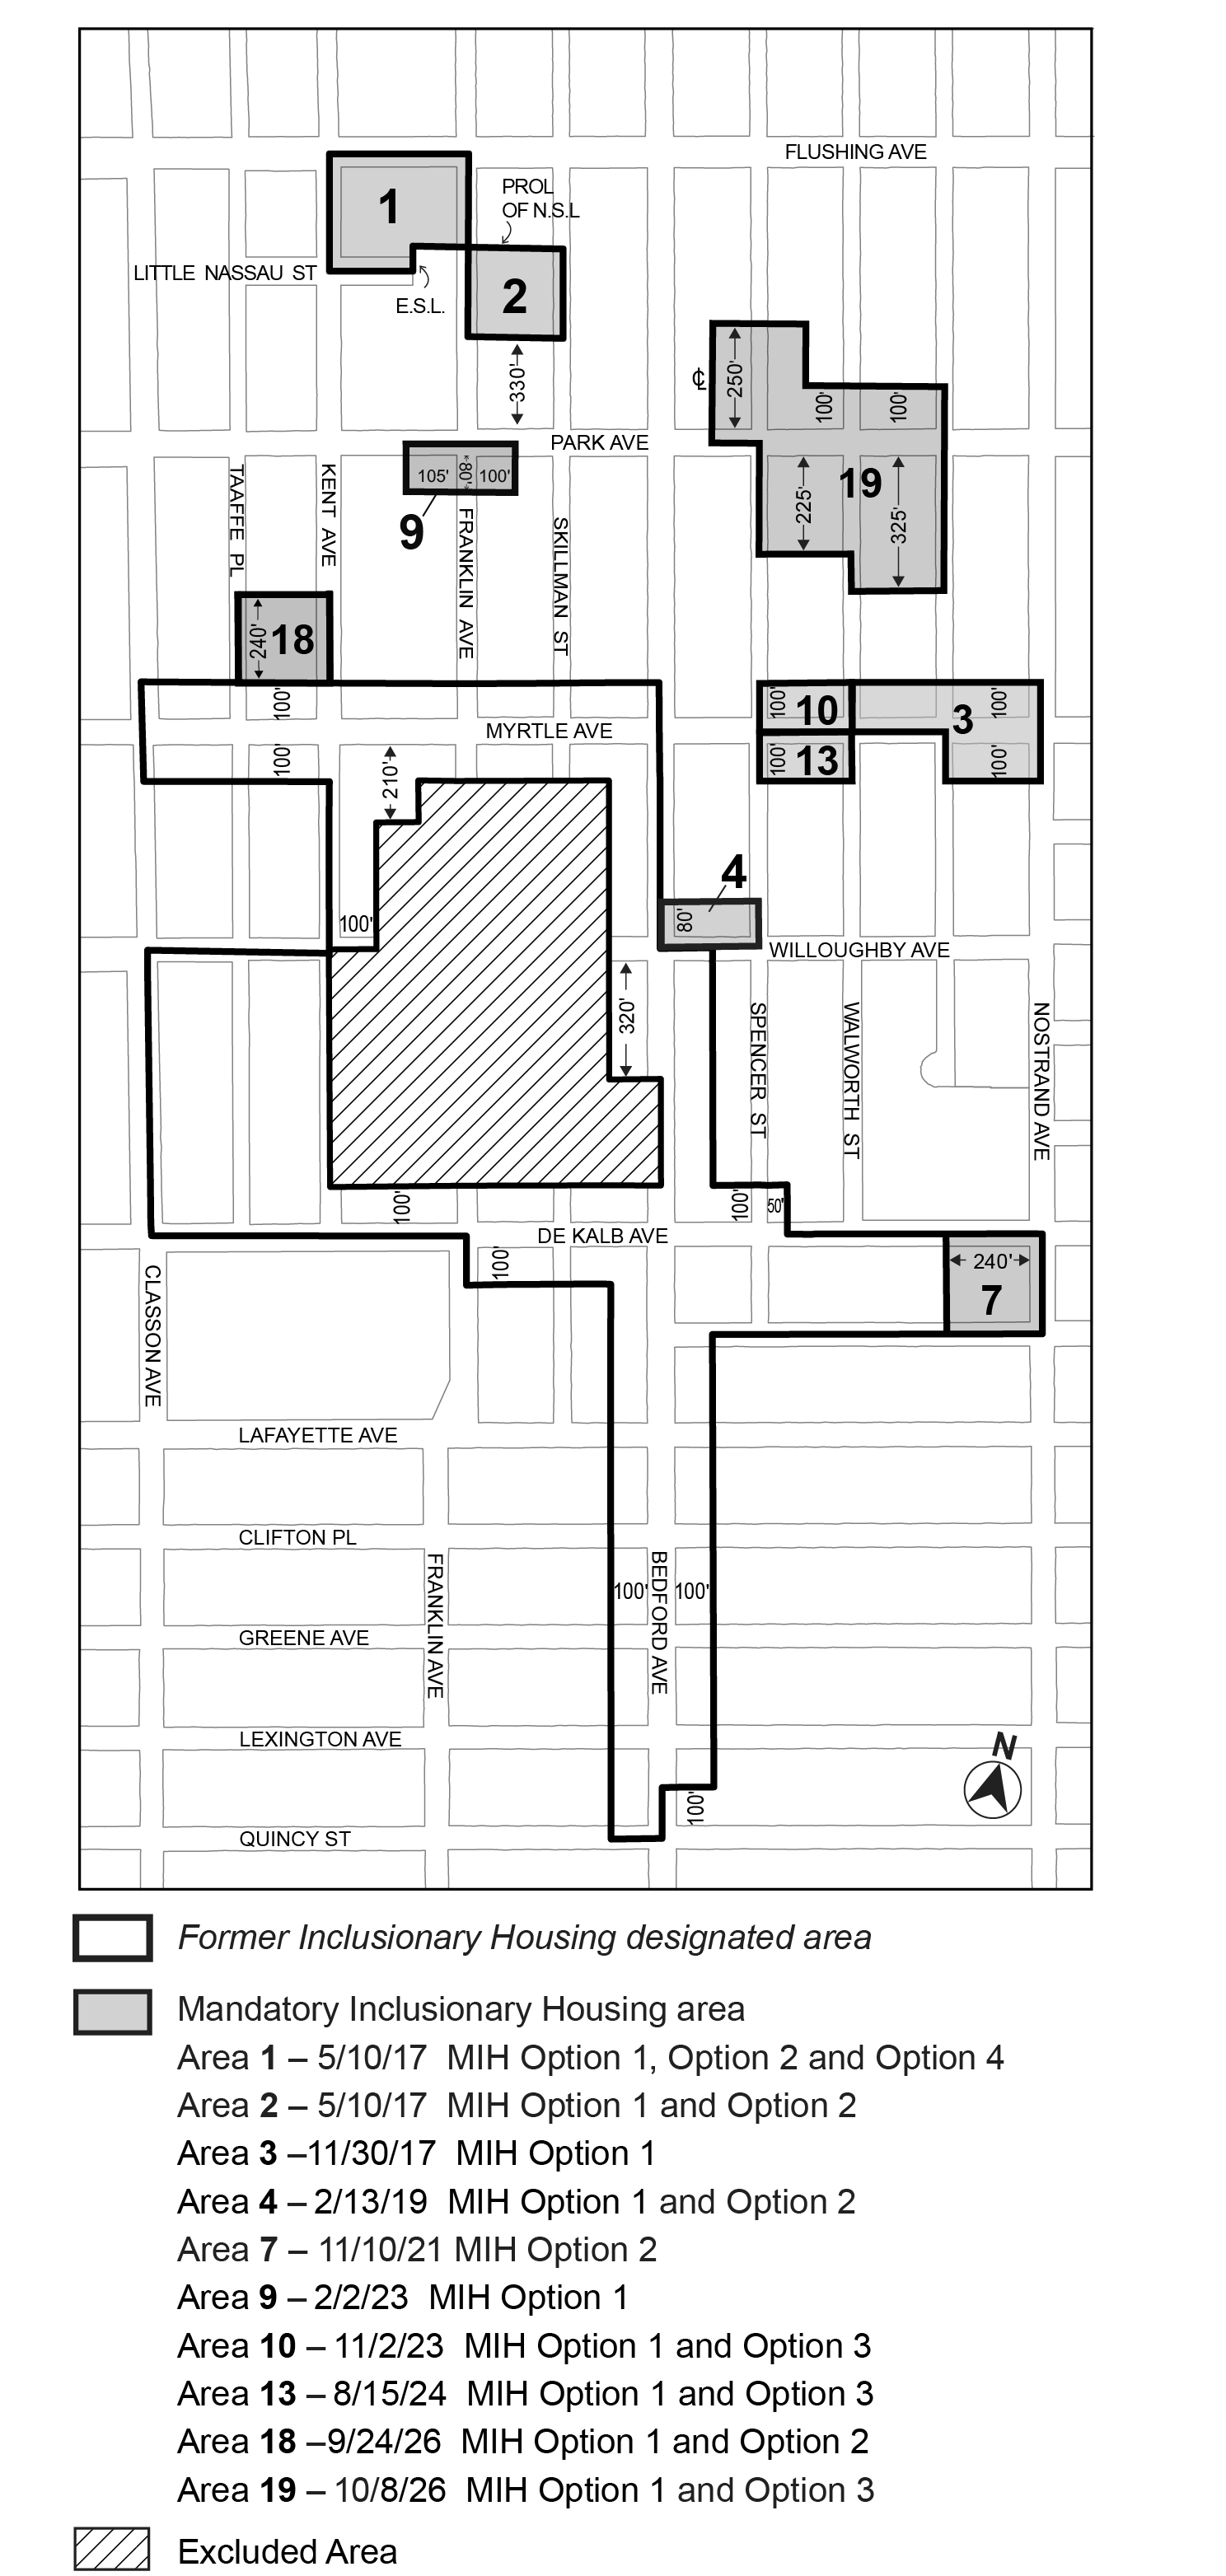 FLUSHING AVE
1
PROL
OF N.S.L
LITTLE NASSAU ST
E.S.L.
2
330'
℄
250'
100'
100'
PARK AVE
105'
80'
100'
9
19
225'
325'
TAAFFE PL
KENT AVE
FRANKLIN AVE
SKILLMAN ST
240'
18
100'
100'
10
3
100'
MYRTLE AVE
100'
100'
13
100'
210'
4
100'
80'
WILLOUGHBY AVE
320'
SPENCER ST
WALWORTH ST
NOSTRAND AVE
100'
100'
50'
DE KALB AVE
100'
240'
7
CLASSON AVE
LAFAYETTE AVE
CLIFTON PL
FRANKLIN AVE
100'
BEDFORD AVE
100'
GREENE AVE
LEXINGTON AVE
N
100'
QUINCY ST
Former Inclusionary Housing designated area
Mandatory Inclusionary Housing area
Area 1 – 5/10/17 MIH Option 1, Option 2 and Option 4
Area 2 – 5/10/17 MIH Option 1 and Option 2
Area 3 –11/30/17 MIH Option 1
Area 4 – 2/13/19 MIH Option 1 and Option 2
Area 7 – 11/10/21 MIH Option 2
Area 9 – 2/2/23 MIH Option 1
Area 10 – 11/2/23 MIH Option 1 and Option 3
Area 13 – 8/15/24 MIH Option 1 and Option 3
Area 18 –9/24/26 MIH Option 1 and Option 2
Area 19 – 10/8/26 MIH Option 1 and Option 3
Excluded Area